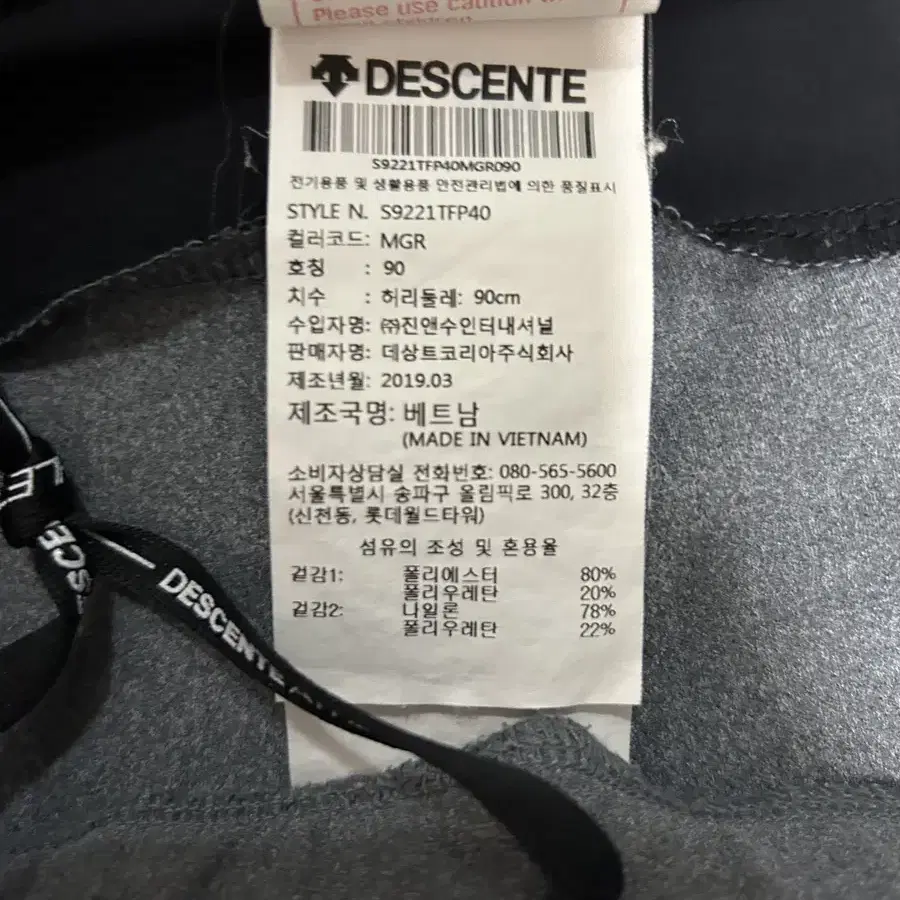 Please use caution
DESCENTE
S9221TFP40MGR090
전기용품 및 생활용품 안전관리법에 의한 품질표시
STYLE N. S9221TFP40
컬러코드: MGR
호칭 : 90
치수 : 허리둘레: 90cm
수입자명: ㈜진앤수인터내셔널
판매자명: 데상트코리아주식회사
제조년월: 2019.03
제조국명: 베트남
(MADE IN VIETNAM)
소비자상담실 전화번호: 080-565-5600
서울특별시 송파구 올림픽로 300, 32층
(신천동, 롯데월드타워)
섬유의 조성 및 혼용율
겉감1: 폴리에스터 80%
폴리우레탄 20%
겉감2: 나일론 78%
폴리우레탄 22%
DESCENTE